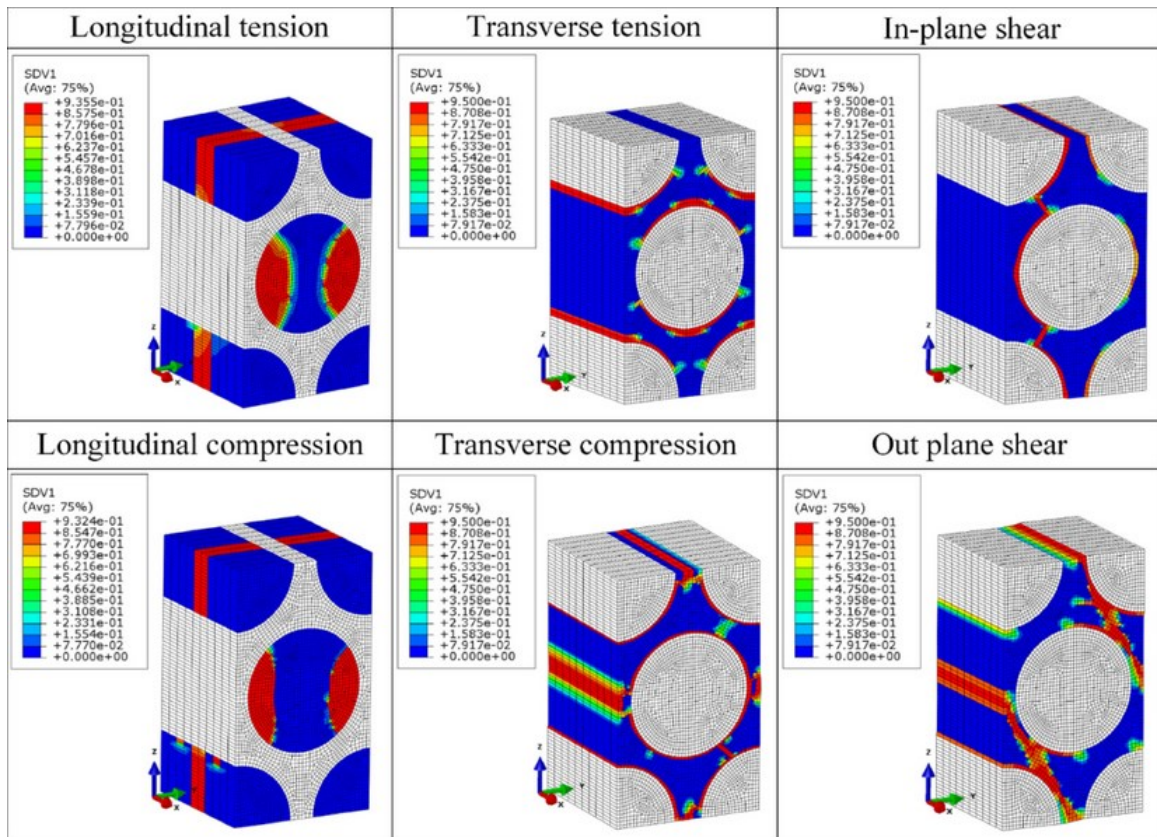 Longitudinal tension
SDV1
(Avg: 75%)
+9.355e-01
+8.575e-01
+7.796e-01
+7.016e-01
+6.237e-01
+5.457e-01
+4.678e-01
+3.898e-01
+3.118e-01
+2.339e-01
+1.559e-01
+7.796e-02
+0.000e+00
Z
Y
X
Transverse tension
SDV1
(Avg: 75%)
+9.500e-01
+8.708e-01
+7.917e-01
+7.125e-01
+6.333e-01
+5.542e-01
+4.750e-01
+3.958e-01
+3.167e-01
+2.375e-01
+1.583e-01
+7.917e-02
+0.000e+00
Z
Y
X
In-plane shear
SDV1
(Avg: 75%)
+9.500e-01
+8.708e-01
+7.917e-01
+7.125e-01
+6.333e-01
+5.542e-01
+4.750e-01
+3.958e-01
+3.167e-01
+2.375e-01
+1.583e-01
+7.917e-02
+0.000e+00
Z
Y
X
Longitudinal compression
SDV1
(Avg: 75%)
+9.324e-01
+8.547e-01
+7.770e-01
+6.993e-01
+6.216e-01
+5.439e-01
+4.662e-01
+3.885e-01
+3.108e-01
+2.331e-01
+1.554e-01
+7.770e-02
+0.000e+00
Z
Y
X
Transverse compression
SDV1
(Avg: 75%)
+9.500e-01
+8.708e-01
+7.917e-01
+7.125e-01
+6.333e-01
+5.542e-01
+4.750e-01
+3.958e-01
+3.167e-01
+2.375e-01
+1.583e-01
+7.917e-02
+0.000e+00
Z
Y
X
Out plane shear
SDV1
(Avg: 75%)
+9.500e-01
+8.708e-01
+7.917e-01
+7.125e-01
+6.333e-01
+5.542e-01
+4.750e-01
+3.958e-01
+3.167e-01
+2.375e-01
+1.583e-01
+7.917e-02
+0.000e+00
Z
Y
X